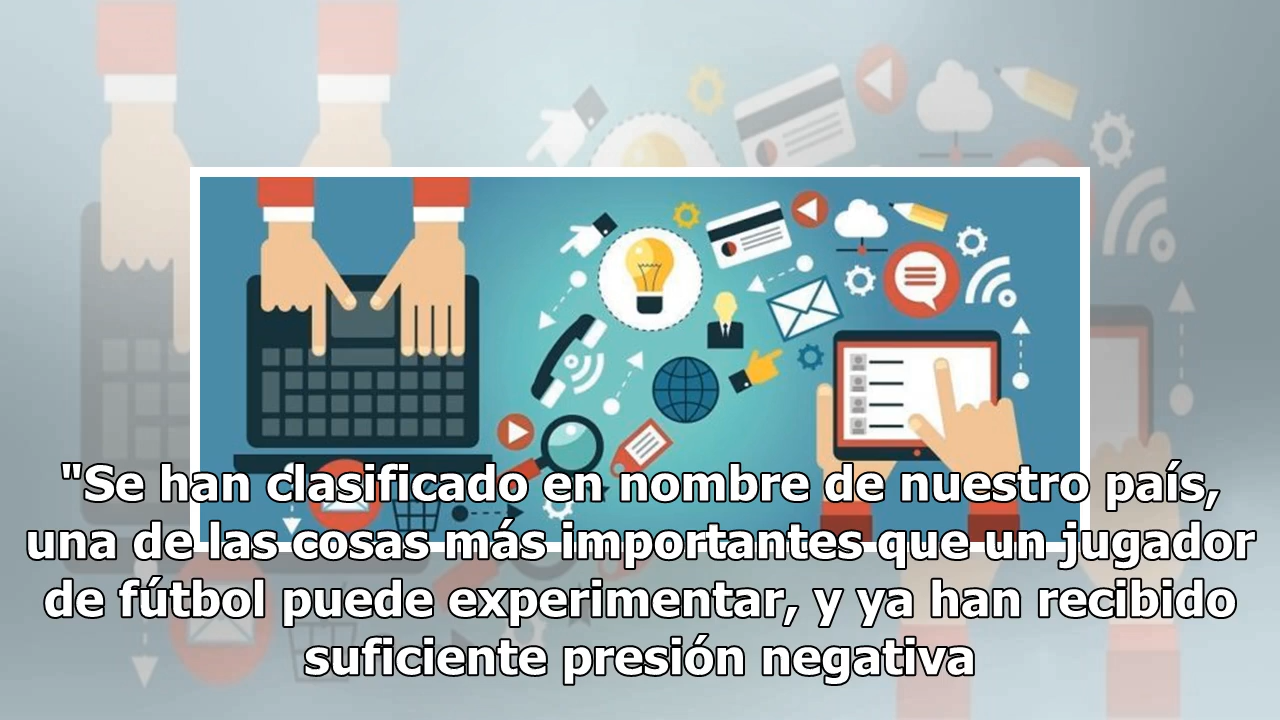 "Se han clasificado en nombre de nuestro país,
una de las cosas más importantes que un jugador
de fútbol puede experimentar, y ya han recibido
suficiente presión negativa